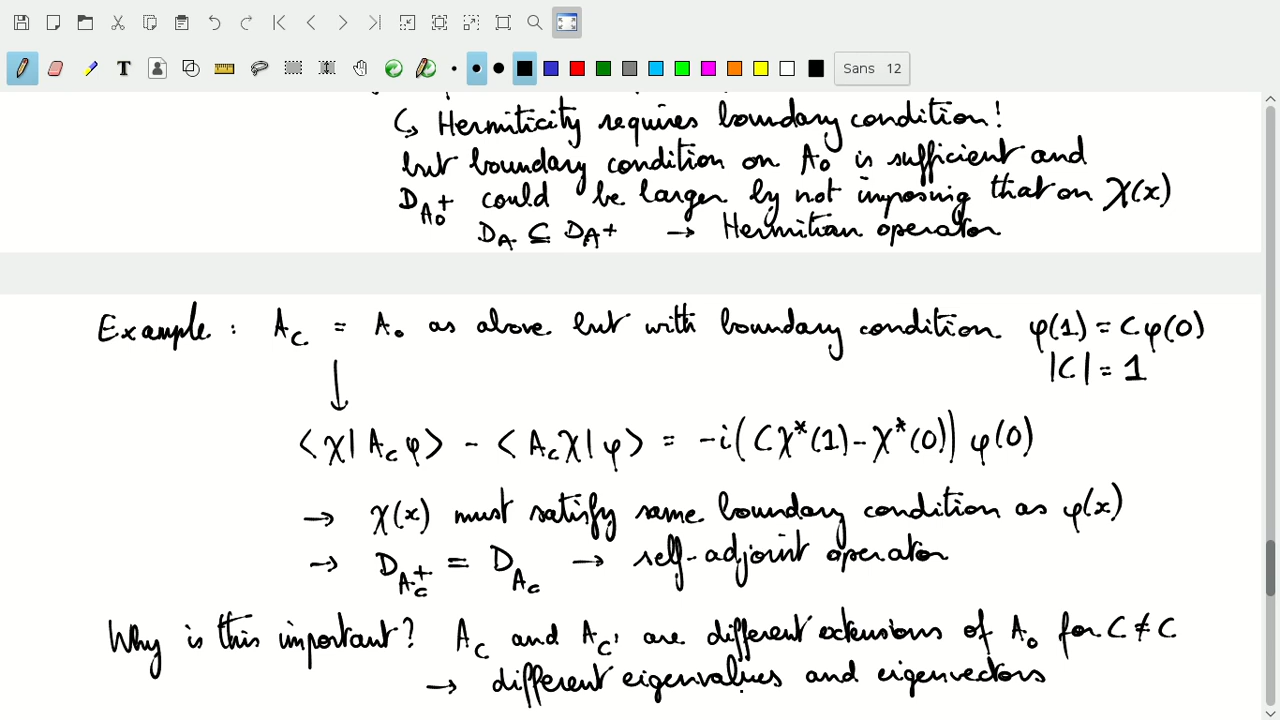 Sans 12
↳ Hermiticity requires boundary condition!
but boundary condition on A₀ is sufficient and
D_{A₀†} could be larger by not imposing that on χ(x)
D_A ⊆ D_{A†} → Hermitian operator
Example : A_C = A₀ as above but with boundary condition φ(1) = Cφ(0)
|C| = 1
⟨χ|A_C φ⟩ - ⟨A_C χ|φ⟩ = -i(Cχ*(1) - χ*(0)) φ(0)
→ χ(x) must satisfy same boundary condition as φ(x)
→ D_{A_C†} = D_{A_C} → self-adjoint operator
Why is this important? A_C and A_C' are different extensions of A₀ for C ≠ C
→ different eigenvalues and eigenvectors